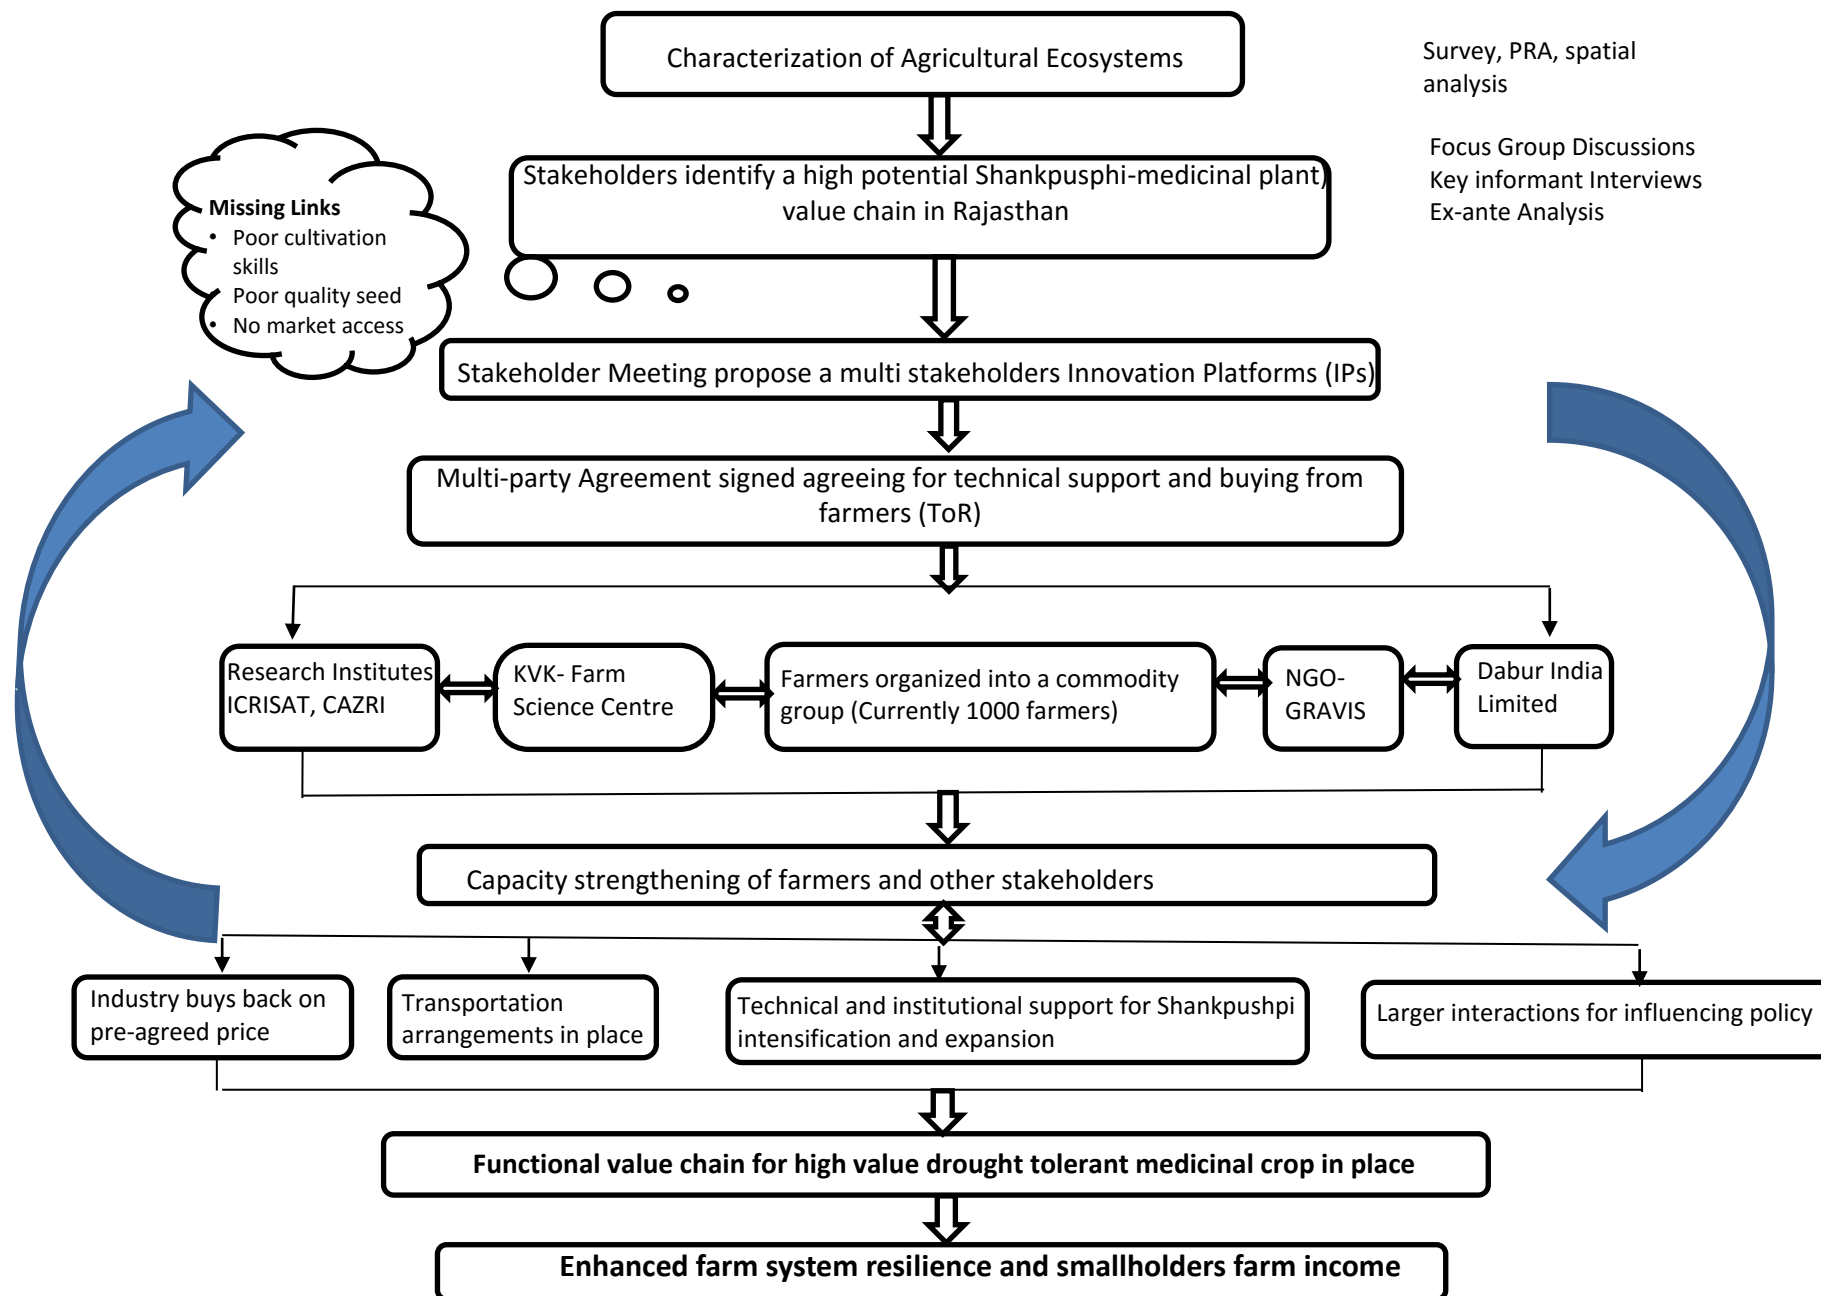 Characterization of Agricultural Ecosystems
Survey, PRA, spatial
analysis
Focus Group Discussions
Key informant Interviews
Ex-ante Analysis
Stakeholders identify a high potential Shankpusphi-medicinal plant)
value chain in Rajasthan
Missing Links
• Poor cultivation
skills
• Poor quality seed
• No market access
Stakeholder Meeting propose a multi stakeholders Innovation Platforms (IPs)
Multi-party Agreement signed agreeing for technical support and buying from
farmers (ToR)
Research Institutes
ICRISAT, CAZRI
KVK- Farm
Science Centre
Farmers organized into a commodity
group (Currently 1000 farmers)
NGO-
GRAVIS
Dabur India
Limited
Capacity strengthening of farmers and other stakeholders
Industry buys back on
pre-agreed price
Transportation
arrangements in place
Technical and institutional support for Shankpushpi
intensification and expansion
Larger interactions for influencing policy
Functional value chain for high value drought tolerant medicinal crop in place
Enhanced farm system resilience and smallholders farm income